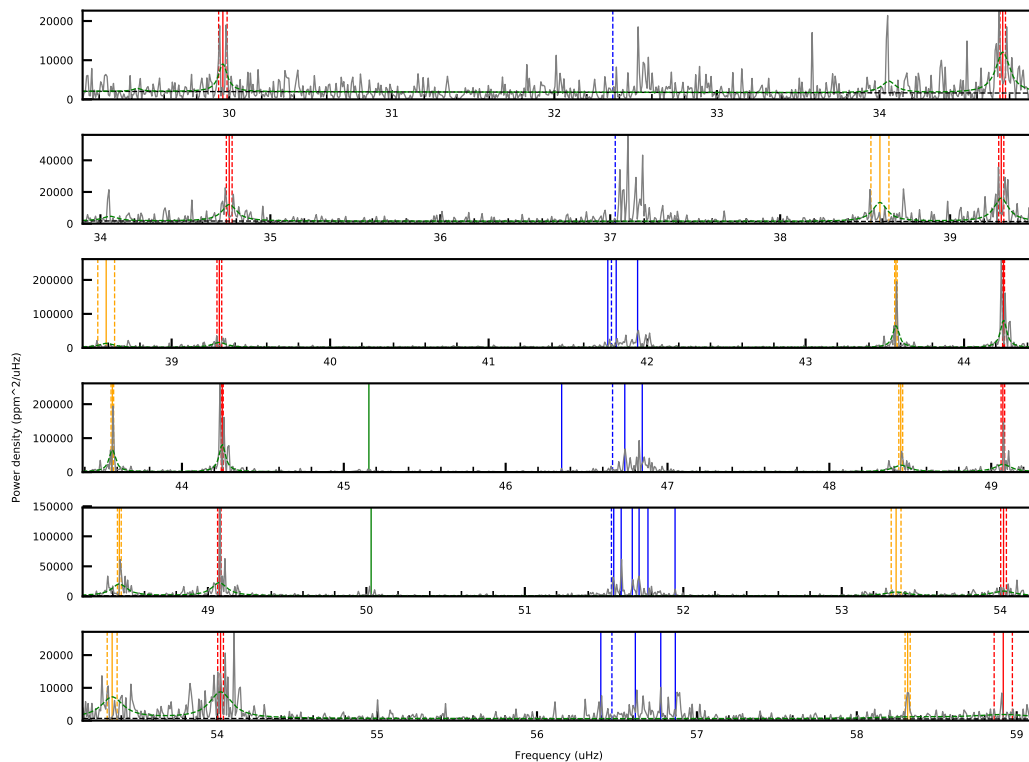 20000
10000
0
30 31 32 33 34
40000
20000
0
34 35 36 37 38 39
200000
100000
0
39 40 41 42 43 44
200000
100000
0
44 45 46 47 48 49
150000
100000
50000
0
49 50 51 52 53 54
20000
10000
0
54 55 56 57 58 59
Power density (ppm^2/uHz)
Frequency (uHz)